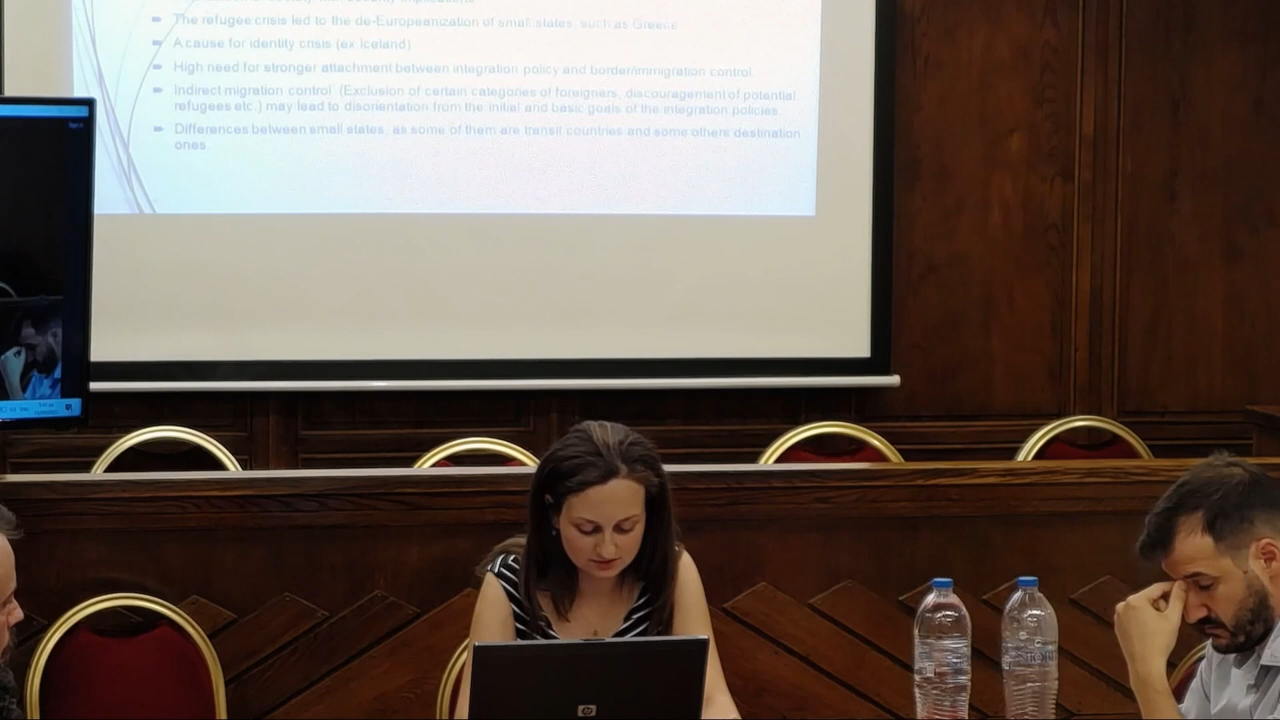 The refugee crisis led to the de-Europeanization of small states, such as Greece
A cause for identity crisis (ex Iceland)
High need for stronger attachment between integration policy and border/immigration control.
Indirect migration control (Exclusion of certain categories of foreigners, discouragement of potential
refugees etc.) may lead to disorientation from the initial and basic goals of the integration policies.
Differences between small states, as some of them are transit countries and some others destination
ones.
hp